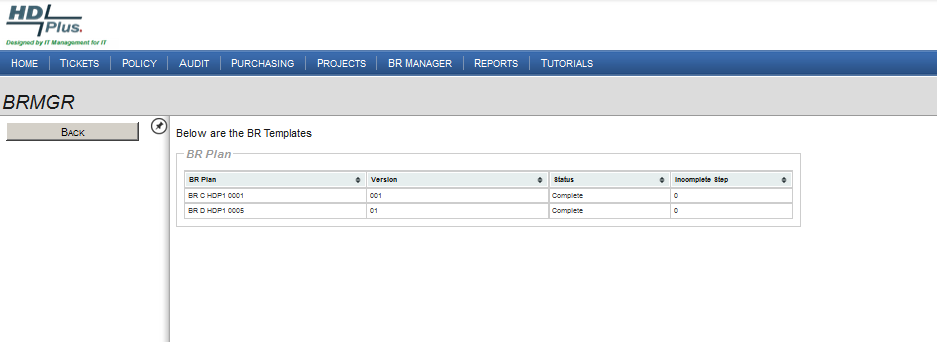 HD
Plus.
Designed by IT Management for IT
HOME TICKETS POLICY AUDIT PURCHASING PROJECTS BR MANAGER REPORTS TUTORIALS
BRMGR
BACK
Below are the BR Templates
BR Plan
BR Plan Version Status Incomplete Step
BR C HDP1 0001 001 Complete 0
BR D HDP1 0005 01 Complete 0